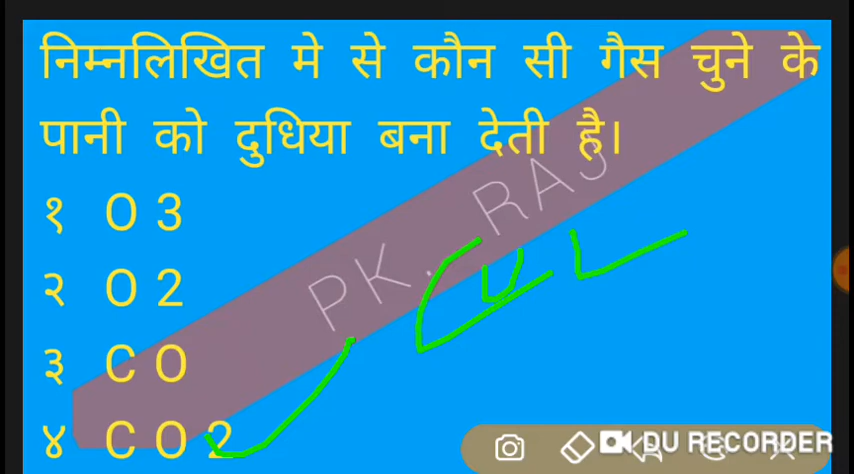 निम्नलिखित मे से कौन सी गैस चुने के
पानी को दुधिया बना देती है।
१ O 3
२ O 2
३ C O
४ C O 2
PK. RAJ
DU RECORDER